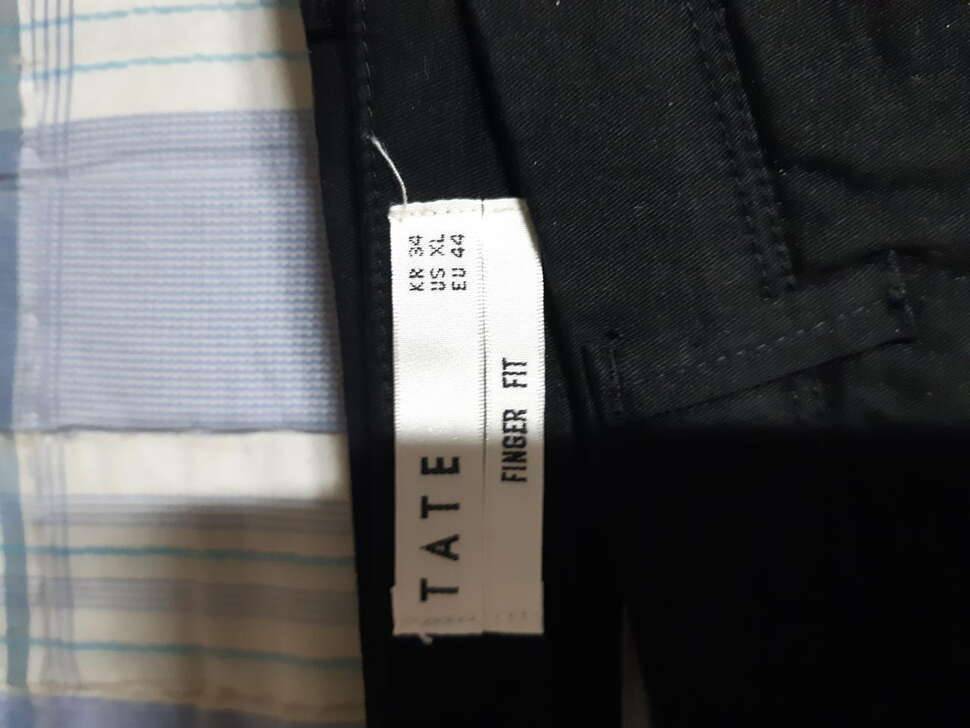 TATE
KR 34
US XL
EU 44
FINGER FIT